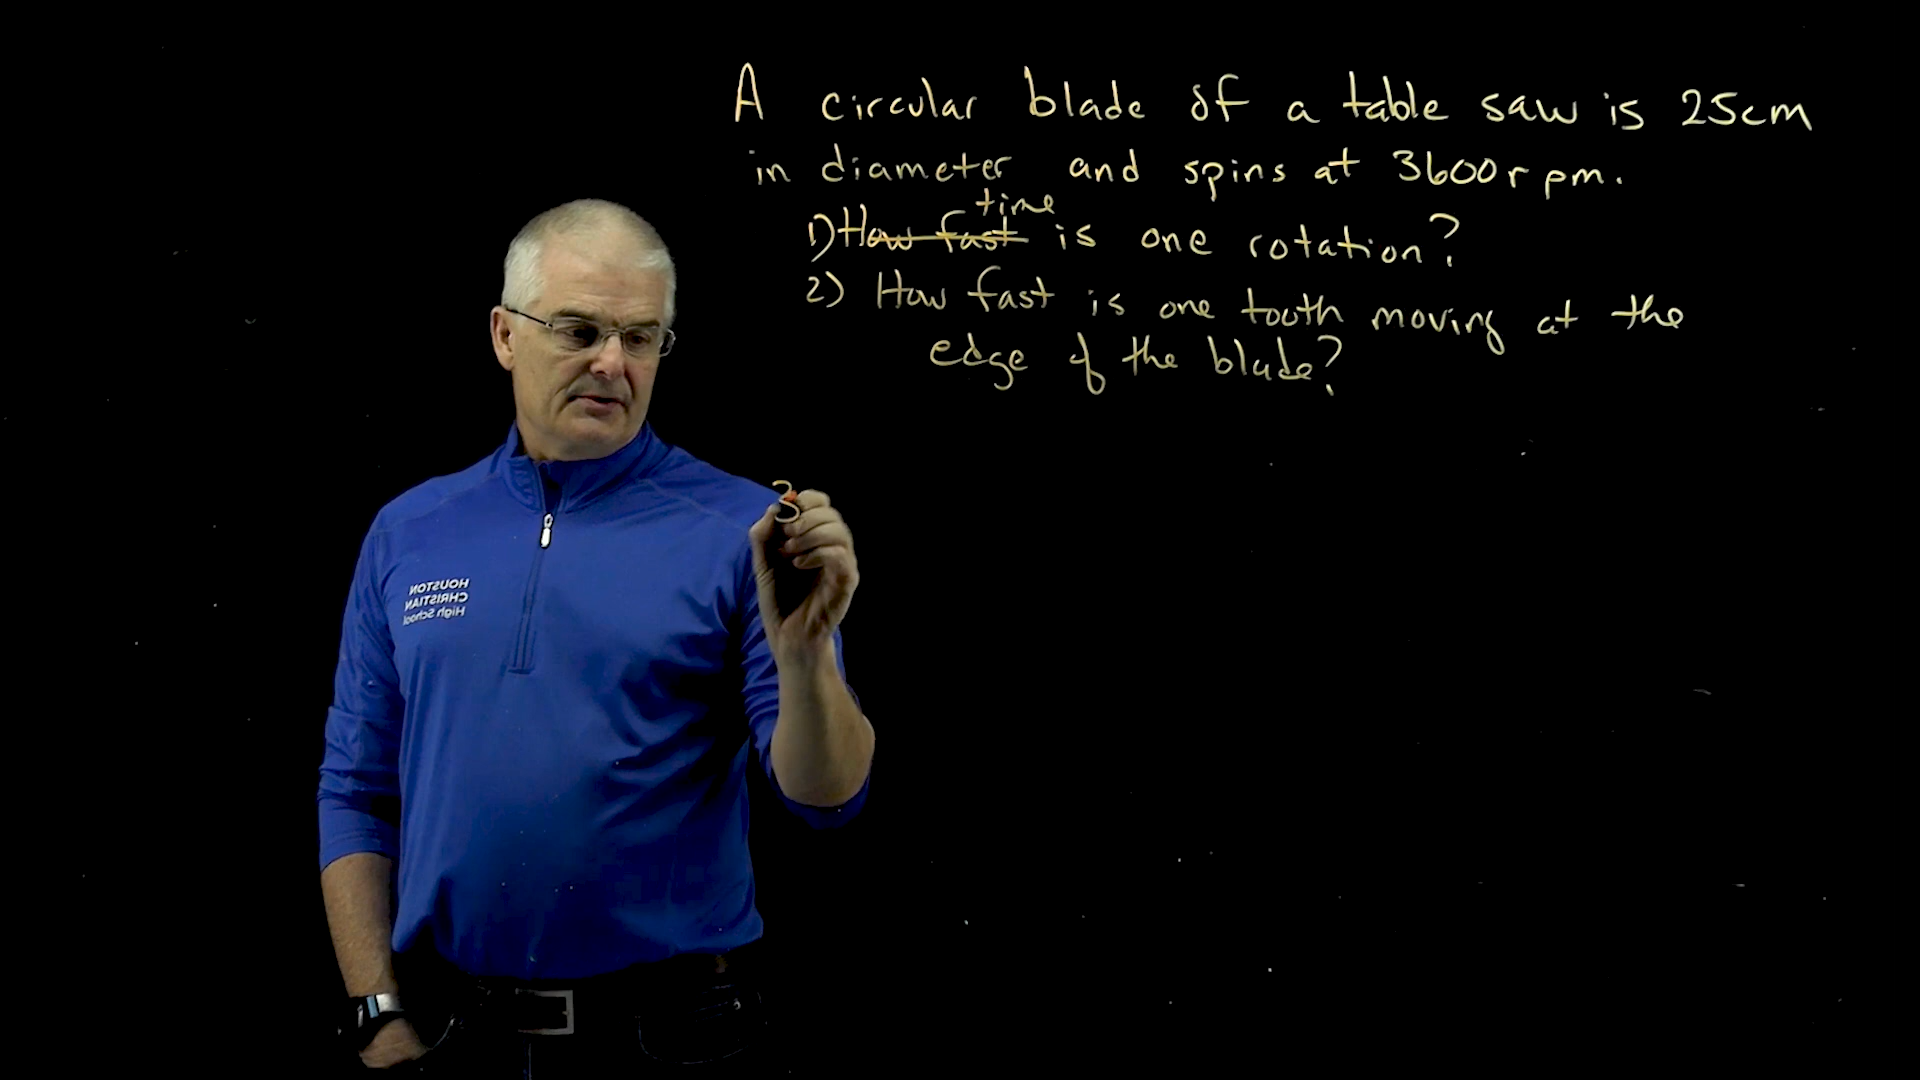 A circular blade of a table saw is 25cm
in diameter and spins at 3600rpm.
time
1) How fast is one rotation?
2) How fast is one tooth moving at the
edge of the blade?
3
HOUSTON
CHRISTIAN
High School